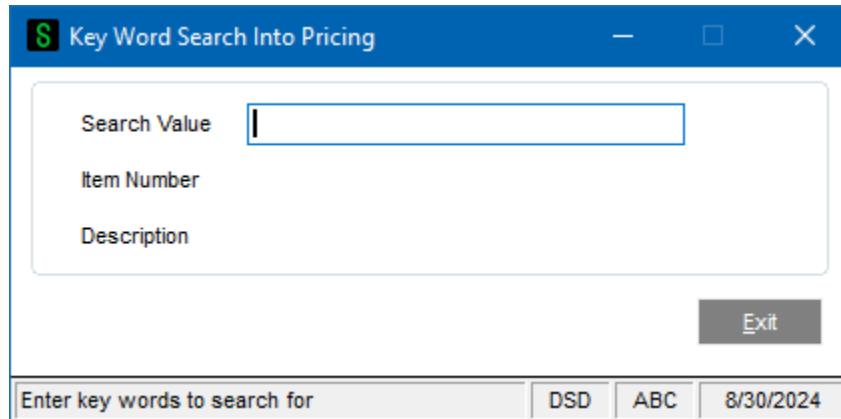 S Key Word Search Into Pricing
Search Value
Item Number
Description
Exit
Enter key words to search for DSD ABC 8/30/2024